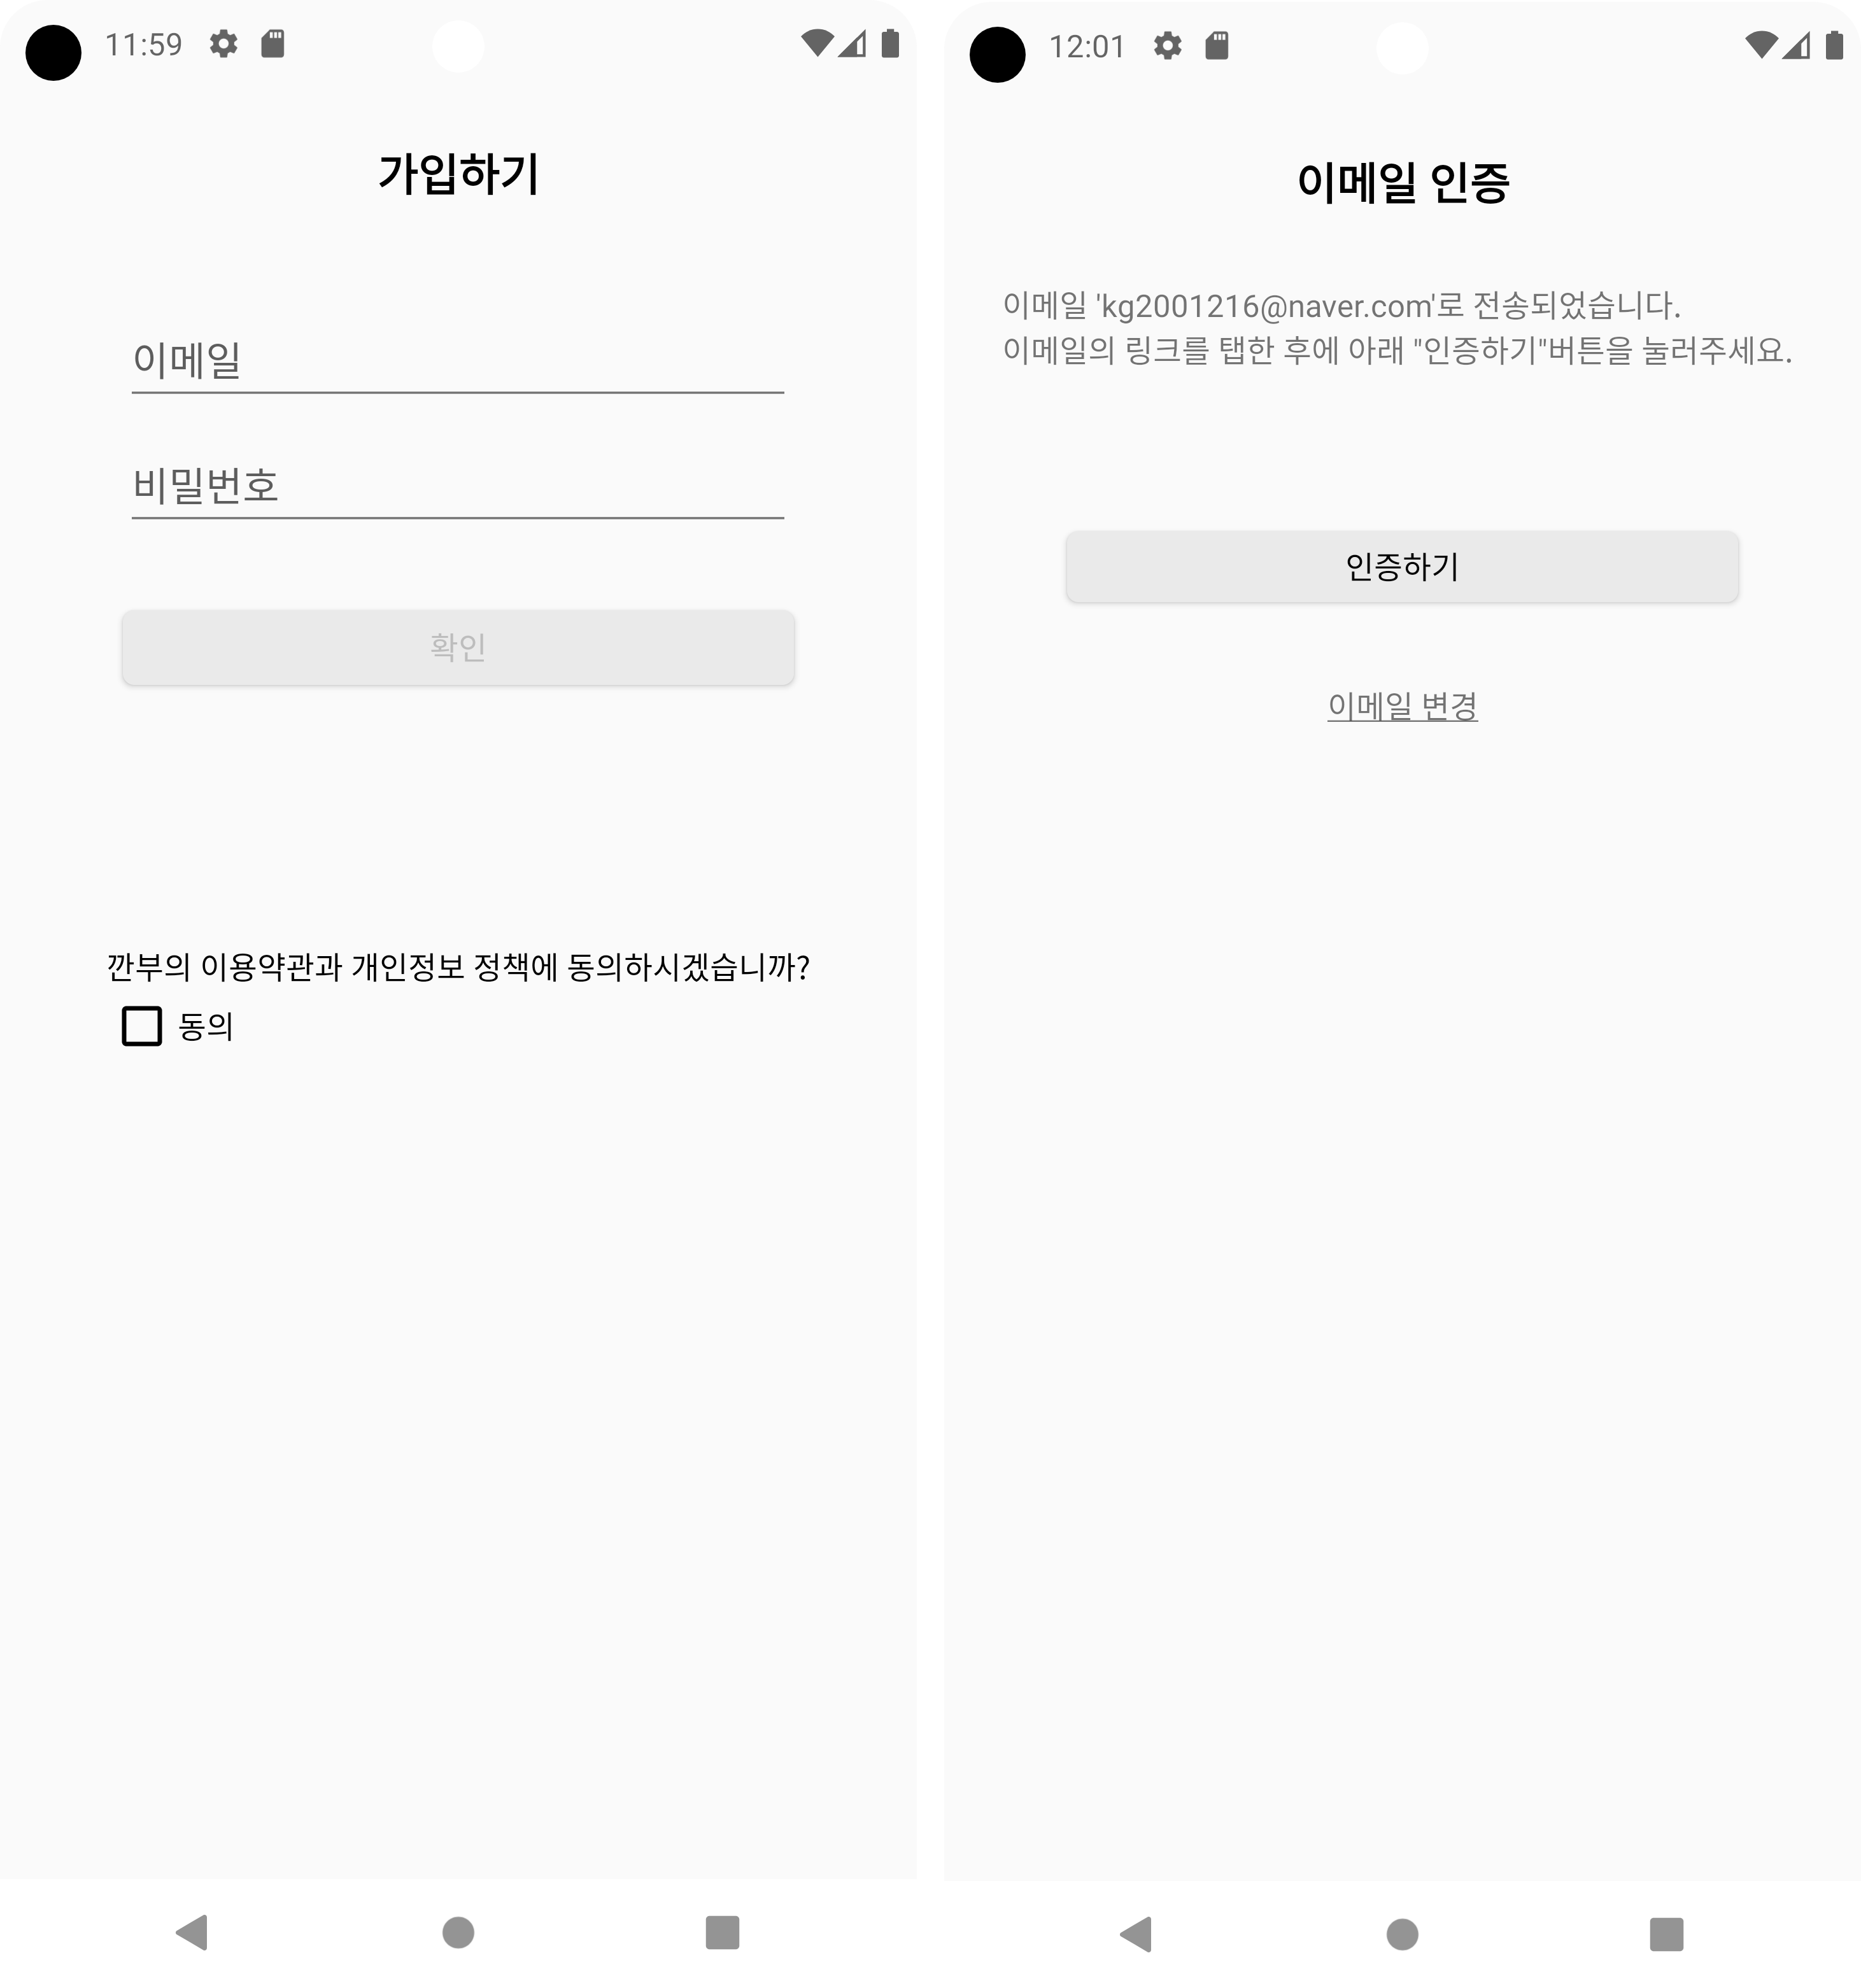 11:59
가입하기
이메일
비밀번호
확인
깐부의 이용약관과 개인정보 정책에 동의하시겠습니까?
동의
12:01
이메일 인증
이메일 'kg2001216@naver.com'로 전송되었습니다.
이메일의 링크를 탭한 후에 아래 "인증하기"버튼을 눌러주세요.
인증하기
이메일 변경